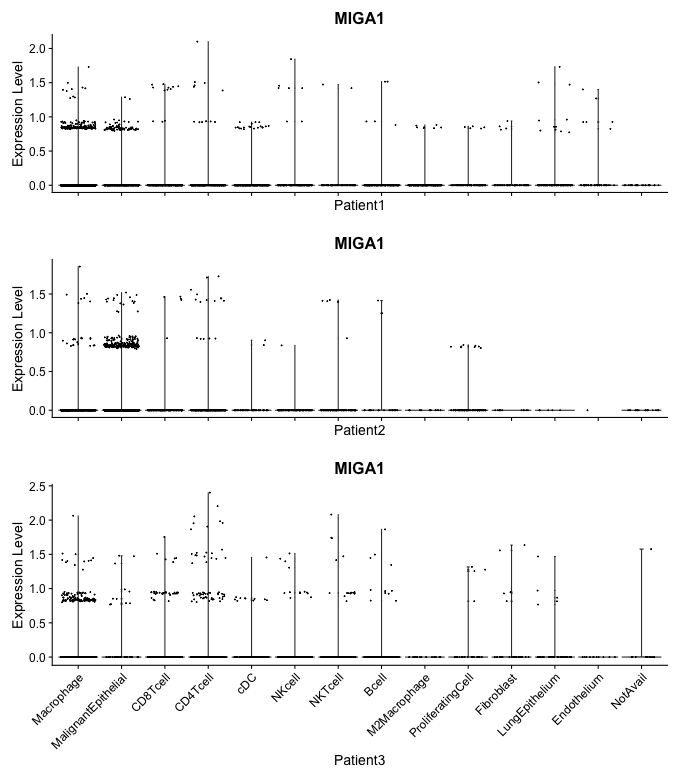 MIGA1
Expression Level
2.0
1.5
1.0
0.5
0.0
Patient1
MIGA1
Expression Level
1.5
1.0
0.5
0.0
Patient2
MIGA1
Expression Level
2.5
2.0
1.5
1.0
0.5
0.0
Macrophage
MalignantEpithelial
CD8Tcell
CD4Tcell
cDC
NKcell
NKTcell
Bcell
M2Macrophage
ProliferatingCell
Fibroblast
LungEpithelium
Endothelium
NotAvail
Patient3